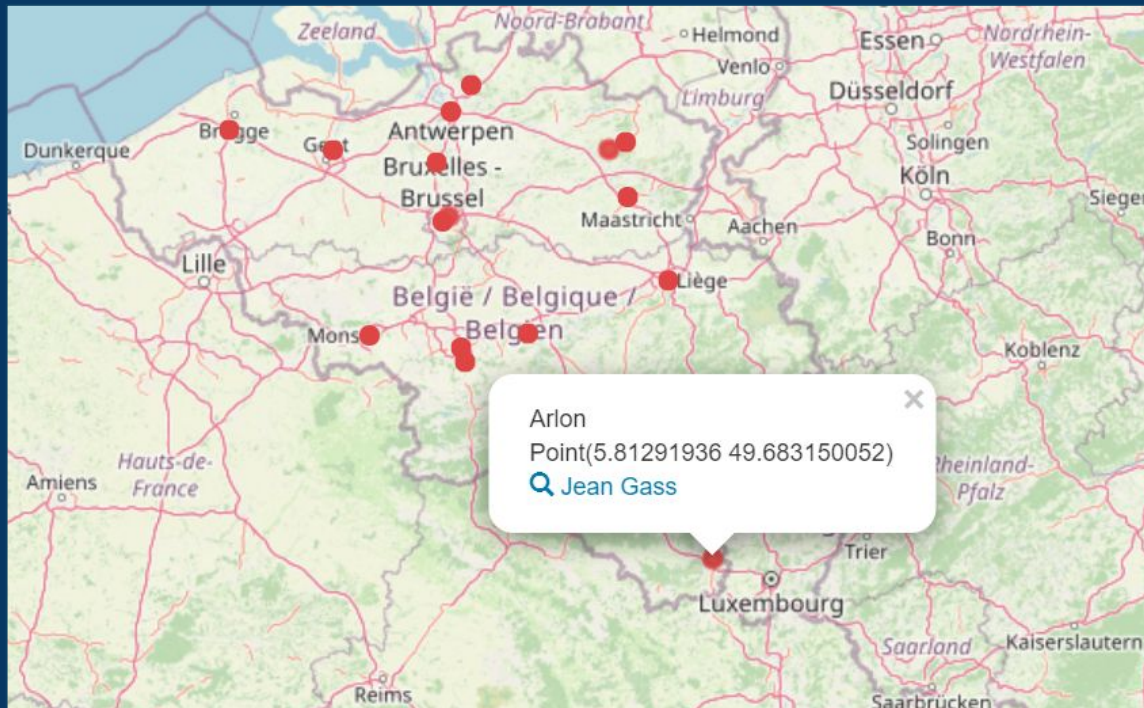 Zeeland
Noord-Brabant
Helmond
Essen
Nordrhein-
Westfalen
Venlo
Düsseldorf
Limburg
Solingen
Brugge
Antwerpen
Gent
Dunkerque
Bruxelles -
Brussel
Köln
Siegen
Maastricht
Aachen
Bonn
Lille
Liège
België / Belgique /
Belgien
Mons
Koblenz
Arlon
Point(5.81291936 49.683150052)
Jean Gass
Hauts-de-
France
Amiens
Rheinland-
Pfalz
Trier
Luxembourg
Saarland
Kaiserslautern
Reims
Saarbrücken